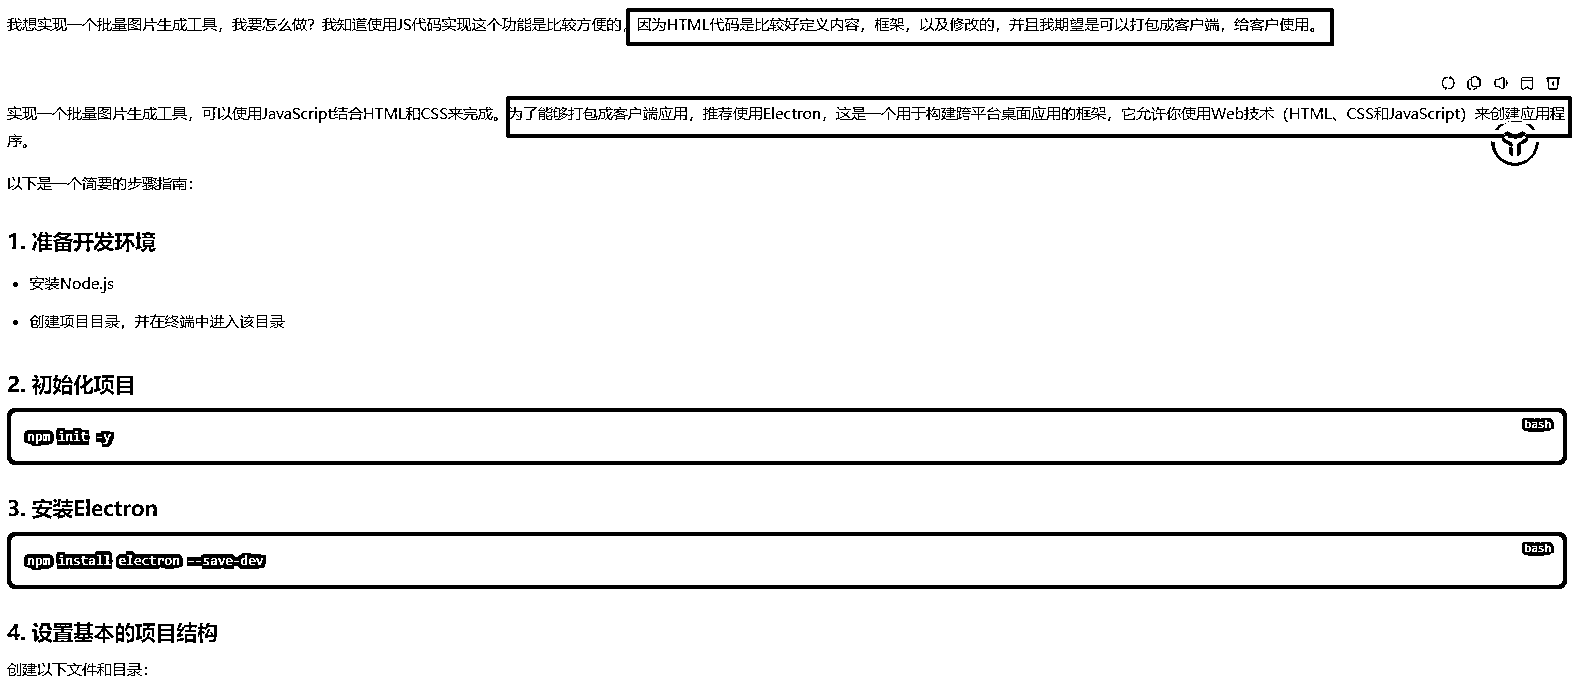 我想实现一个批量图片生成工具，我要怎么做？我知道使用JS代码实现这个功能是比较方便的，因为HTML代码是比较好定义内容，框架，以及修改的，并且我期望是可以打包成客户端，给客户使用。
实现一个批量图片生成工具，可以使用JavaScript结合HTML和CSS来完成。为了能够打包成客户端应用，推荐使用Electron，这是一个用于构建跨平台桌面应用的框架，它允许你使用Web技术（HTML、CSS和JavaScript）来创建应用程
序。
以下是一个简要的步骤指南：
1. 准备开发环境
• 安装Node.js
• 创建项目目录，并在终端中进入该目录
2. 初始化项目
bash
npm init -y
3. 安装Electron
bash
npm install electron --save-dev
4. 设置基本的项目结构
创建以下文件和目录：